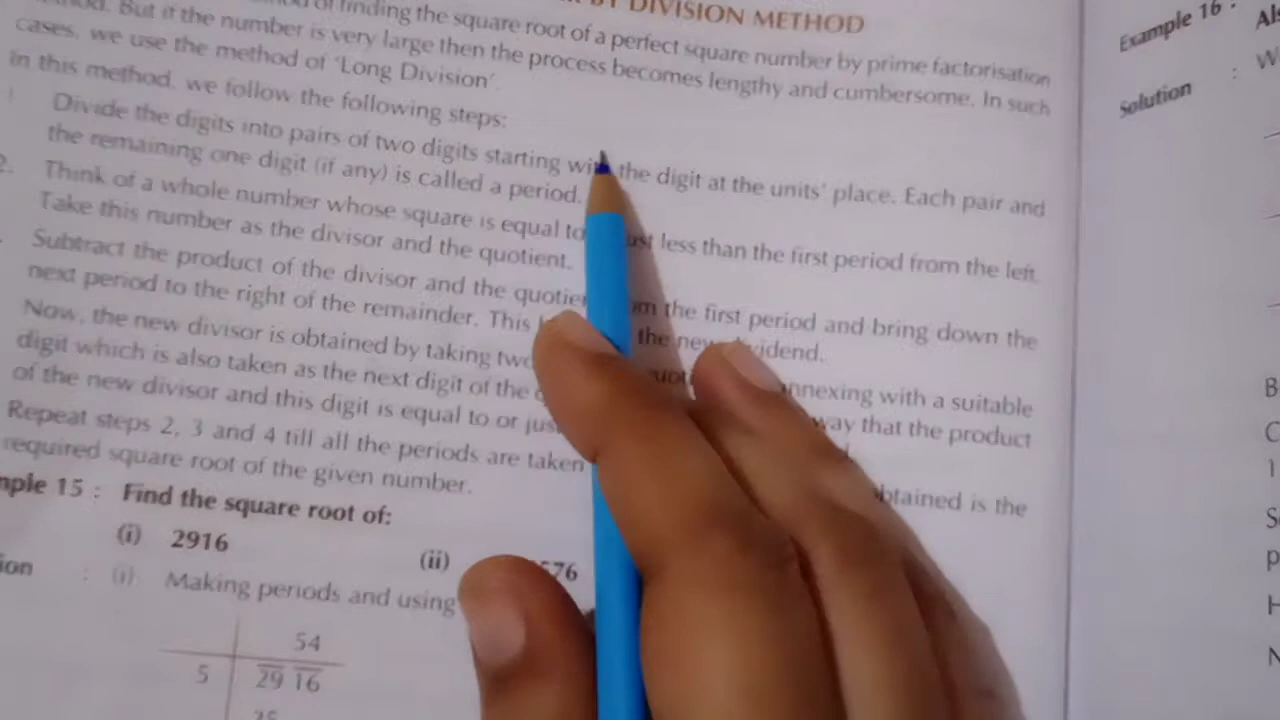 BY DIVISION METHOD
of finding the square root of a perfect square number by prime factorisation
But if the number is very large then the process becomes lengthy and cumbersome. In such
cases, we use the method of 'Long Division'.
In this method, we follow the following steps:
Divide the digits into pairs of two digits starting with the digit at the units' place. Each pair and
the remaining one digit (if any) is called a period.
2. Think of a whole number whose square is equal to just less than the first period from the left.
Take this number as the divisor and the quotient.
Subtract the product of the divisor and the quotient from the first period and bring down the
next period to the right of the remainder. This the new dividend.
Now, the new divisor is obtained by taking two annexing with a suitable
digit which is also taken as the next digit of the way that the product
of the new divisor and this digit is equal to or just
Repeat steps 2, 3 and 4 till all the periods are taken obtained is the
required square root of the given number.
mple 15 : Find the square root of:
(i) 2916 (ii) 576
ion : (i) Making periods and using
54
5 29 16
25
Example 16 :
Solution :